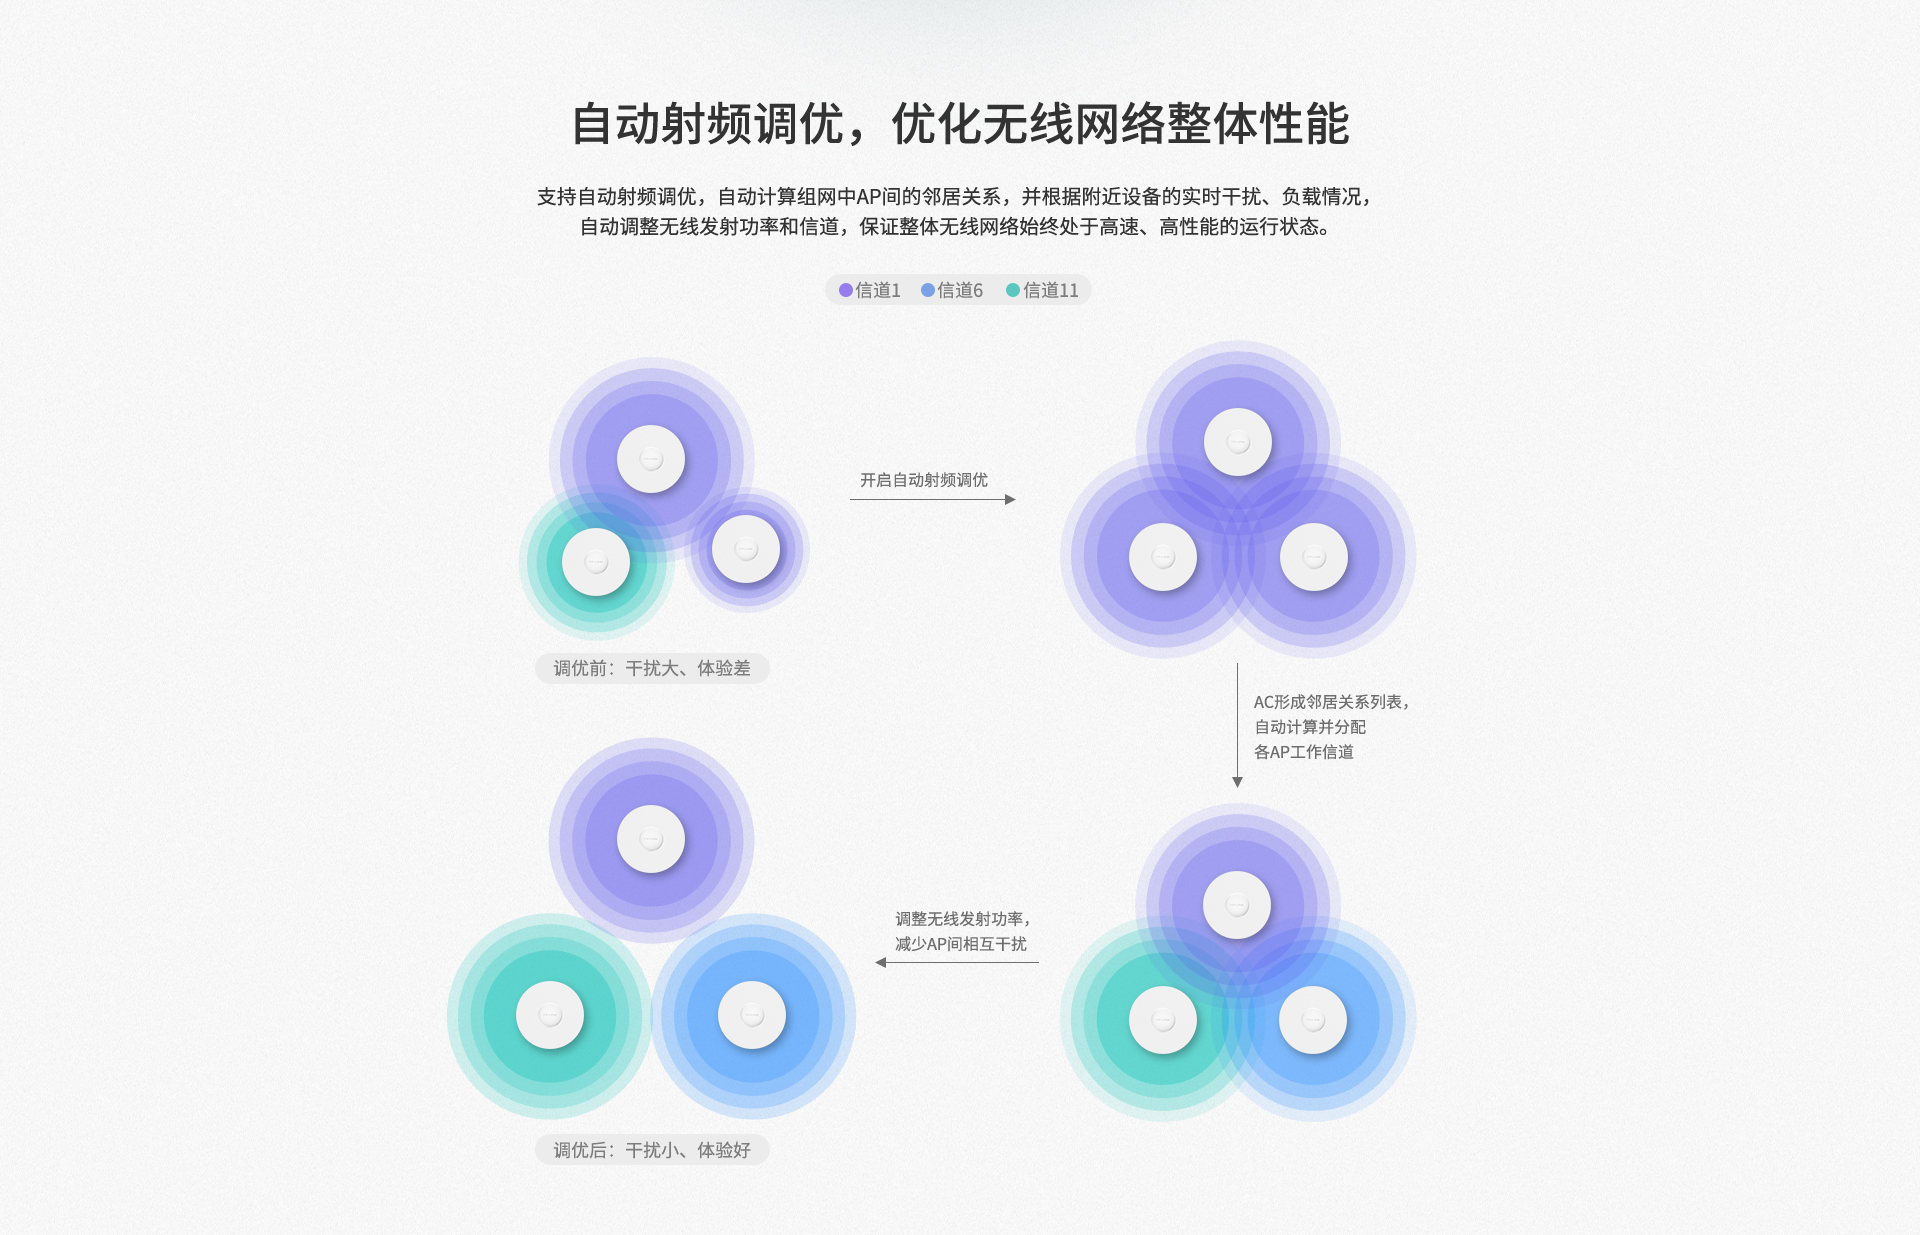 自动射频调优，优化无线网络整体性能
支持自动射频调优，自动计算组网中AP间的邻居关系，并根据附近设备的实时干扰、负载情况，
自动调整无线发射功率和信道，保证整体无线网络始终处于高速、高性能的运行状态。
信道1 信道6 信道11
开启自动射频调优
调优前：干扰大、体验差
AC形成邻居关系列表，
自动计算并分配
各AP工作信道
调整无线发射功率，
减少AP间相互干扰
调优后：干扰小、体验好